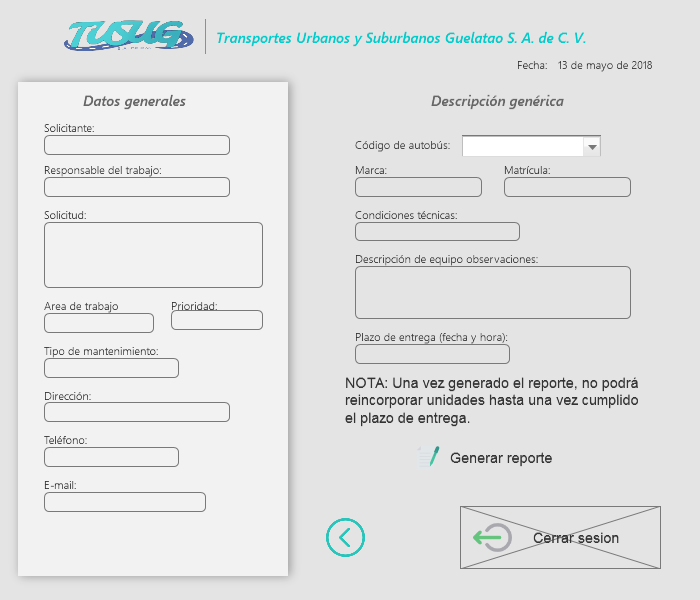 TUSUG
Transportes Urbanos y Suburbanos Guelatao S. A. de C. V.
Fecha: 13 de mayo de 2018
Datos generales
Solicitante:
Responsable del trabajo:
Solicitud:
Area de trabajo
Prioridad:
Tipo de mantenimiento:
Dirección:
Teléfono:
E-mail:
Descripción genérica
Código de autobús:
Marca:
Matrícula:
Condiciones técnicas:
Descripción de equipo observaciones:
Plazo de entrega (fecha y hora):
NOTA: Una vez generado el reporte, no podrá
reincorporar unidades hasta una vez cumplido
el plazo de entrega.
Generar reporte
Cerrar sesion